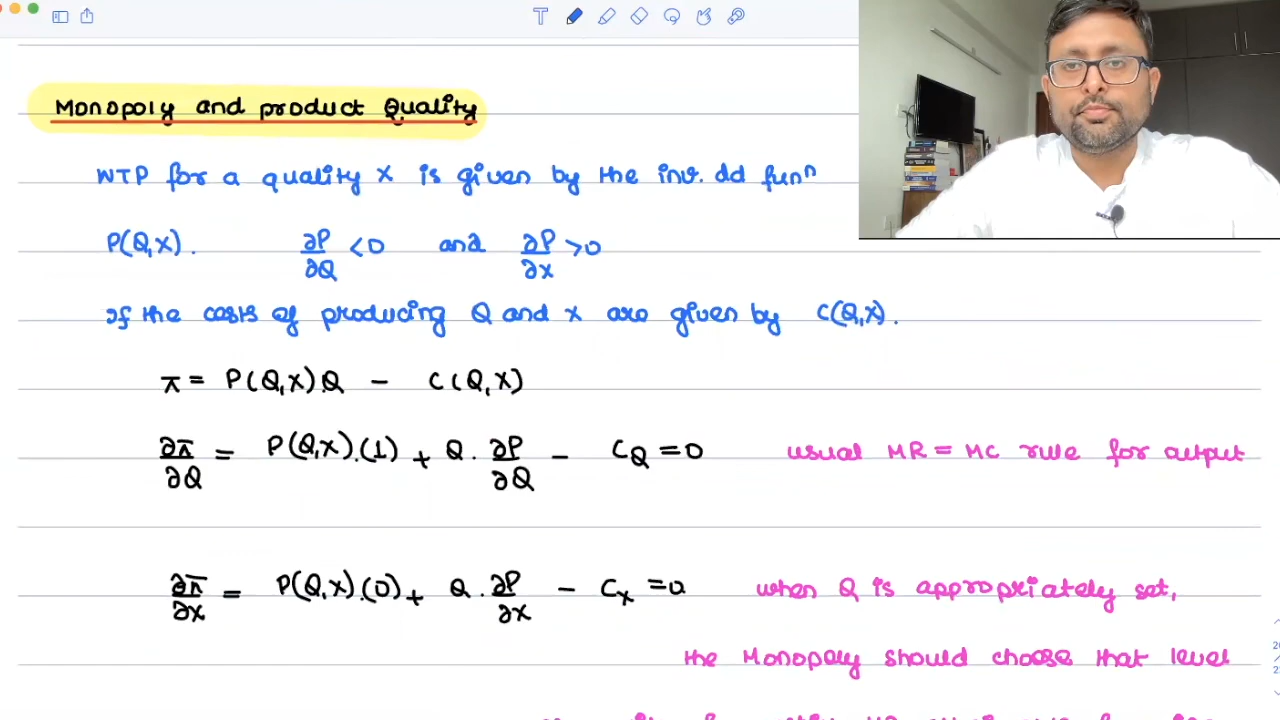 Monopoly and product Quality
WTP for a quality X is given by the inv. dd funⁿ
P(Q,X). ∂P/∂Q <0 and ∂P/∂X >0
If the costs of producing Q and X are given by C(Q,X).
π = P(Q,X).Q - C(Q,X)
∂π/∂Q = P(Q,X).(1) + Q. ∂P/∂Q - C_Q = 0 usual MR = MC rule for output
∂π/∂X = P(Q,X).(0) + Q. ∂P/∂X - C_X = 0 when Q is appropriately set,
the Monopoly should choose that level